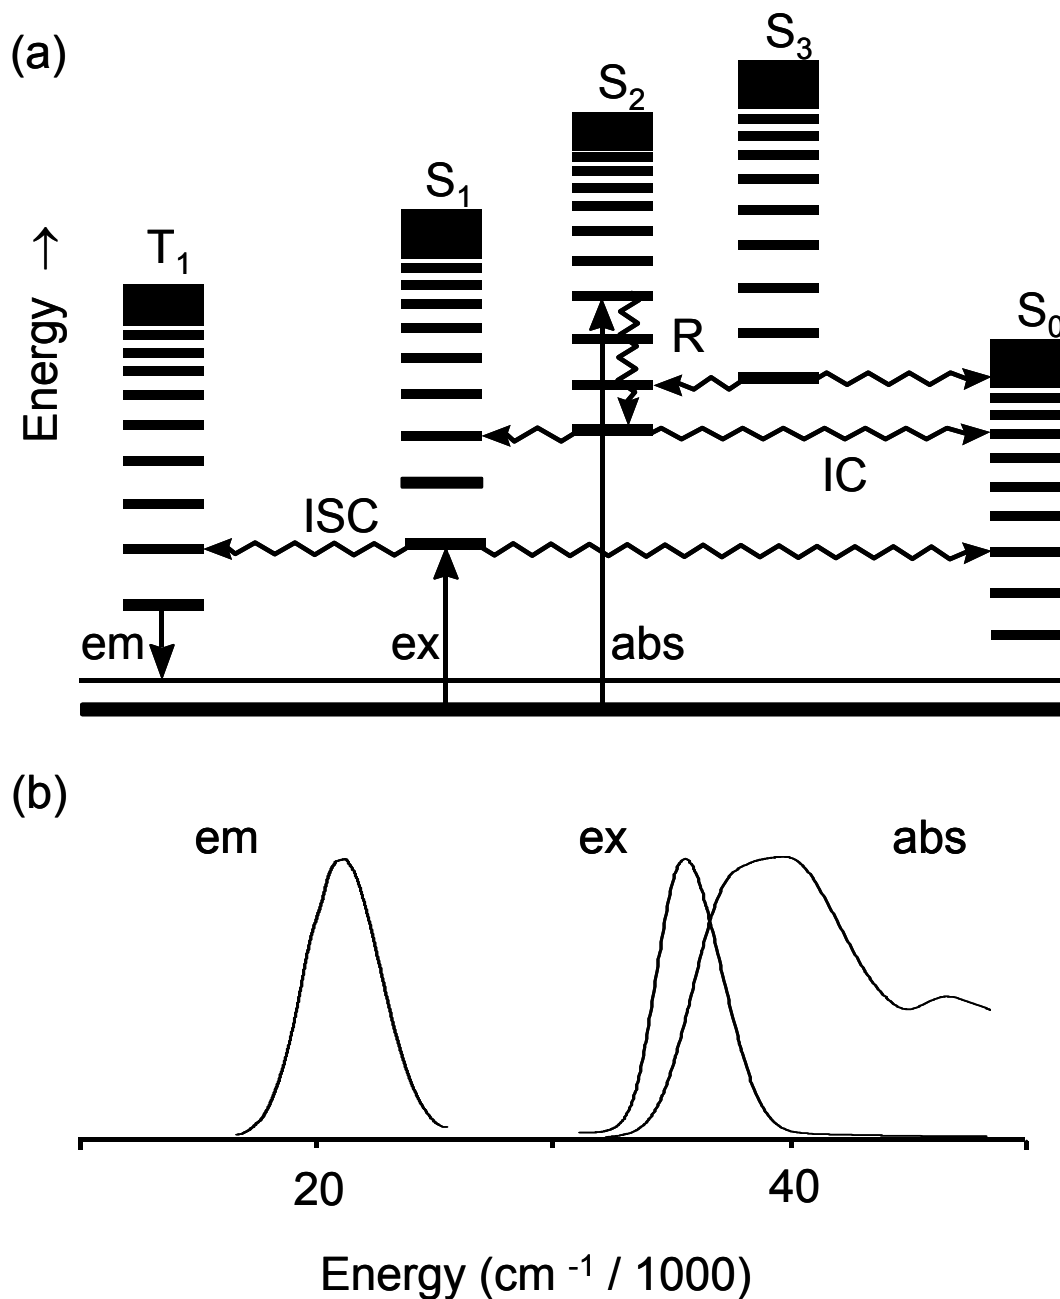 (a)
S3
S2
S1
T1
S0
Energy →
R
IC
ISC
em
ex
abs
(b)
em
ex
abs
20
40
Energy (cm -1 / 1000)